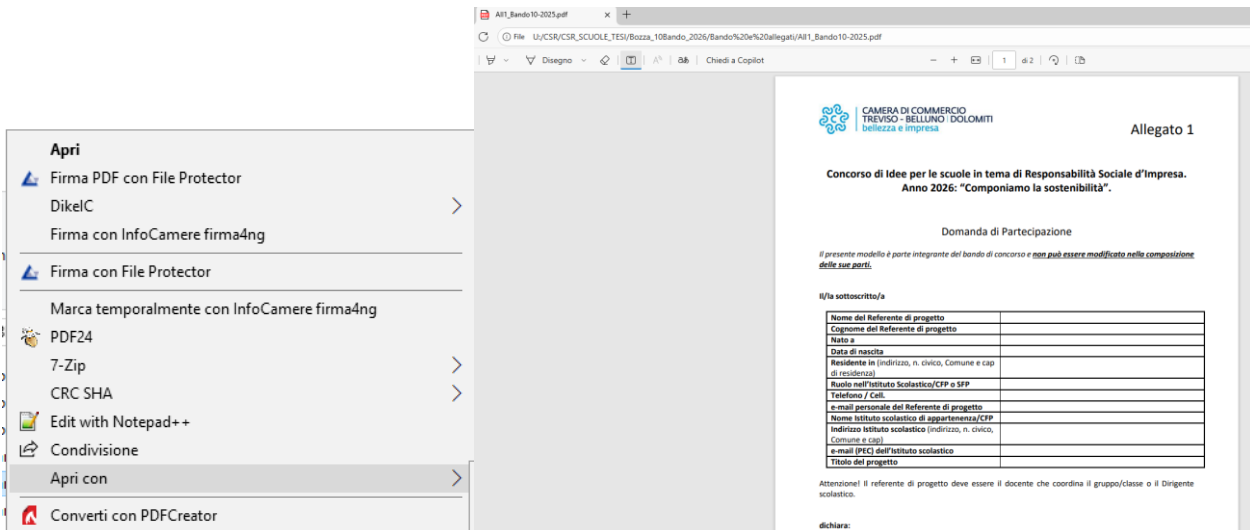 Apri
Firma PDF con File Protector
DikeIC
Firma con InfoCamere firma4ng
Firma con File Protector
Marca temporalmente con InfoCamere firma4ng
PDF24
7-Zip
CRC SHA
Edit with Notepad++
Condivisione
Apri con
Converti con PDFCreator
All1_Bando10-2025.pdf
File U:/CSR/CSR_SCUOLE_TESI/Bozza_10Bando_2026/Bando%20e%20allegati/All1_Bando10-2025.pdf
Disegno
Chiedi a Copilot
1 di 2
CAMERA DI COMMERCIO
TREVISO - BELLUNO | DOLOMITI
bellezza e impresa
Allegato 1
Concorso di Idee per le scuole in tema di Responsabilità Sociale d’Impresa.
Anno 2026: “Componiamo la sostenibilità”.
Domanda di Partecipazione
Il presente modello è parte integrante del bando di concorso e non può essere modificato nella composizione
delle sue parti.
Il/la sottoscritto/a
Nome del Referente di progetto
Cognome del Referente di progetto
Nato a
Data di nascita
Residente in (indirizzo, n. civico, Comune e cap
di residenza)
Ruolo nell’Istituto Scolastico/CFP o SFP
Telefono / Cell.
e-mail personale del Referente di progetto
Nome Istituto scolastico di appartenenza/CFP
Indirizzo Istituto scolastico (indirizzo, n. civico,
Comune e cap)
e-mail (PEC) dell’Istituto scolastico
Titolo del progetto
Attenzione! Il referente di progetto deve essere il docente che coordina il gruppo/classe o il Dirigente
scolastico.
dichiara: